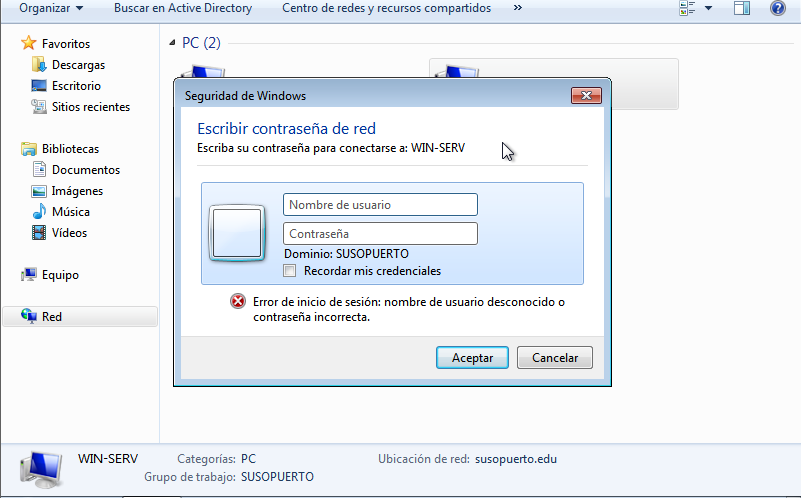 Organizar Buscar en Active Directory Centro de redes y recursos compartidos »
Favoritos
Descargas
Escritorio
Sitios recientes
Bibliotecas
Documentos
Imágenes
Música
Vídeos
Equipo
Red
PC (2)
Seguridad de Windows
Escribir contraseña de red
Escriba su contraseña para conectarse a: WIN-SERV
Nombre de usuario
Contraseña
Dominio: SUSOPUERTO
Recordar mis credenciales
Error de inicio de sesión: nombre de usuario desconocido o
contraseña incorrecta.
Aceptar Cancelar
WIN-SERV Categorías: PC Ubicación de red: susopuerto.edu
Grupo de trabajo: SUSOPUERTO